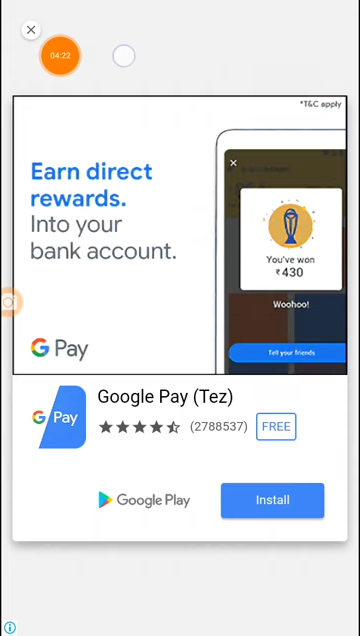 04:22
*T&C apply
Earn direct
rewards.
Into your
bank account.
You've won
₹430
Woohoo!
Tell your friends
G Pay
G Pay
Google Pay (Tez)
(2788537)
FREE
Google Play
Install